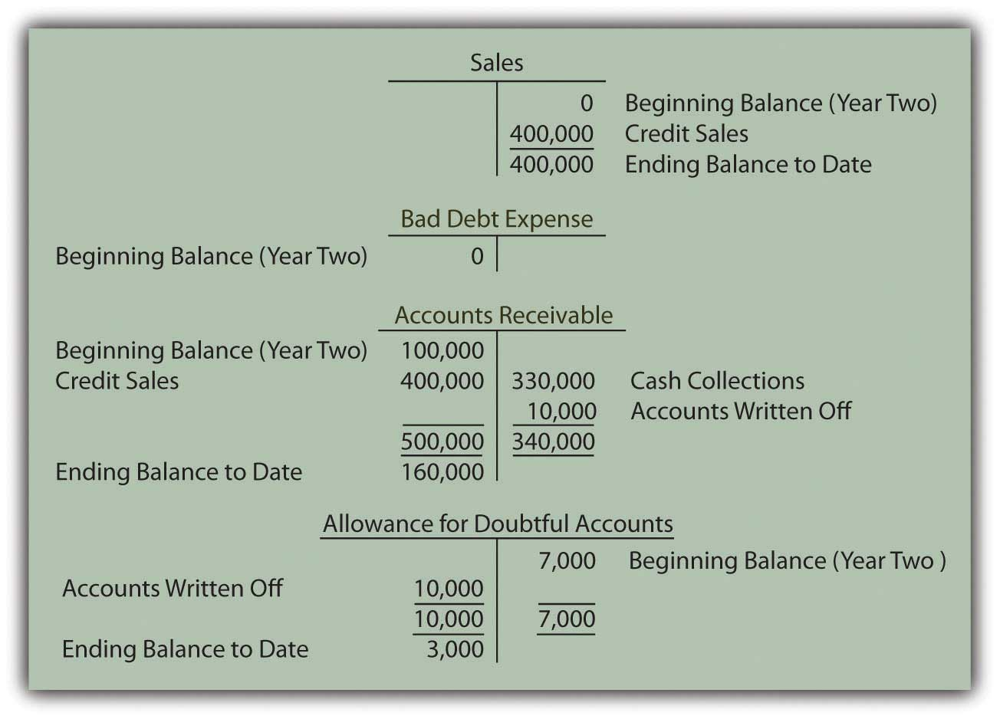 Sales
0 Beginning Balance (Year Two)
400,000 Credit Sales
400,000 Ending Balance to Date
Bad Debt Expense
Beginning Balance (Year Two) 0
Accounts Receivable
Beginning Balance (Year Two) 100,000
Credit Sales 400,000 330,000 Cash Collections
10,000 Accounts Written Off
500,000 340,000
Ending Balance to Date 160,000
Allowance for Doubtful Accounts
7,000 Beginning Balance (Year Two )
Accounts Written Off 10,000
10,000 7,000
Ending Balance to Date 3,000